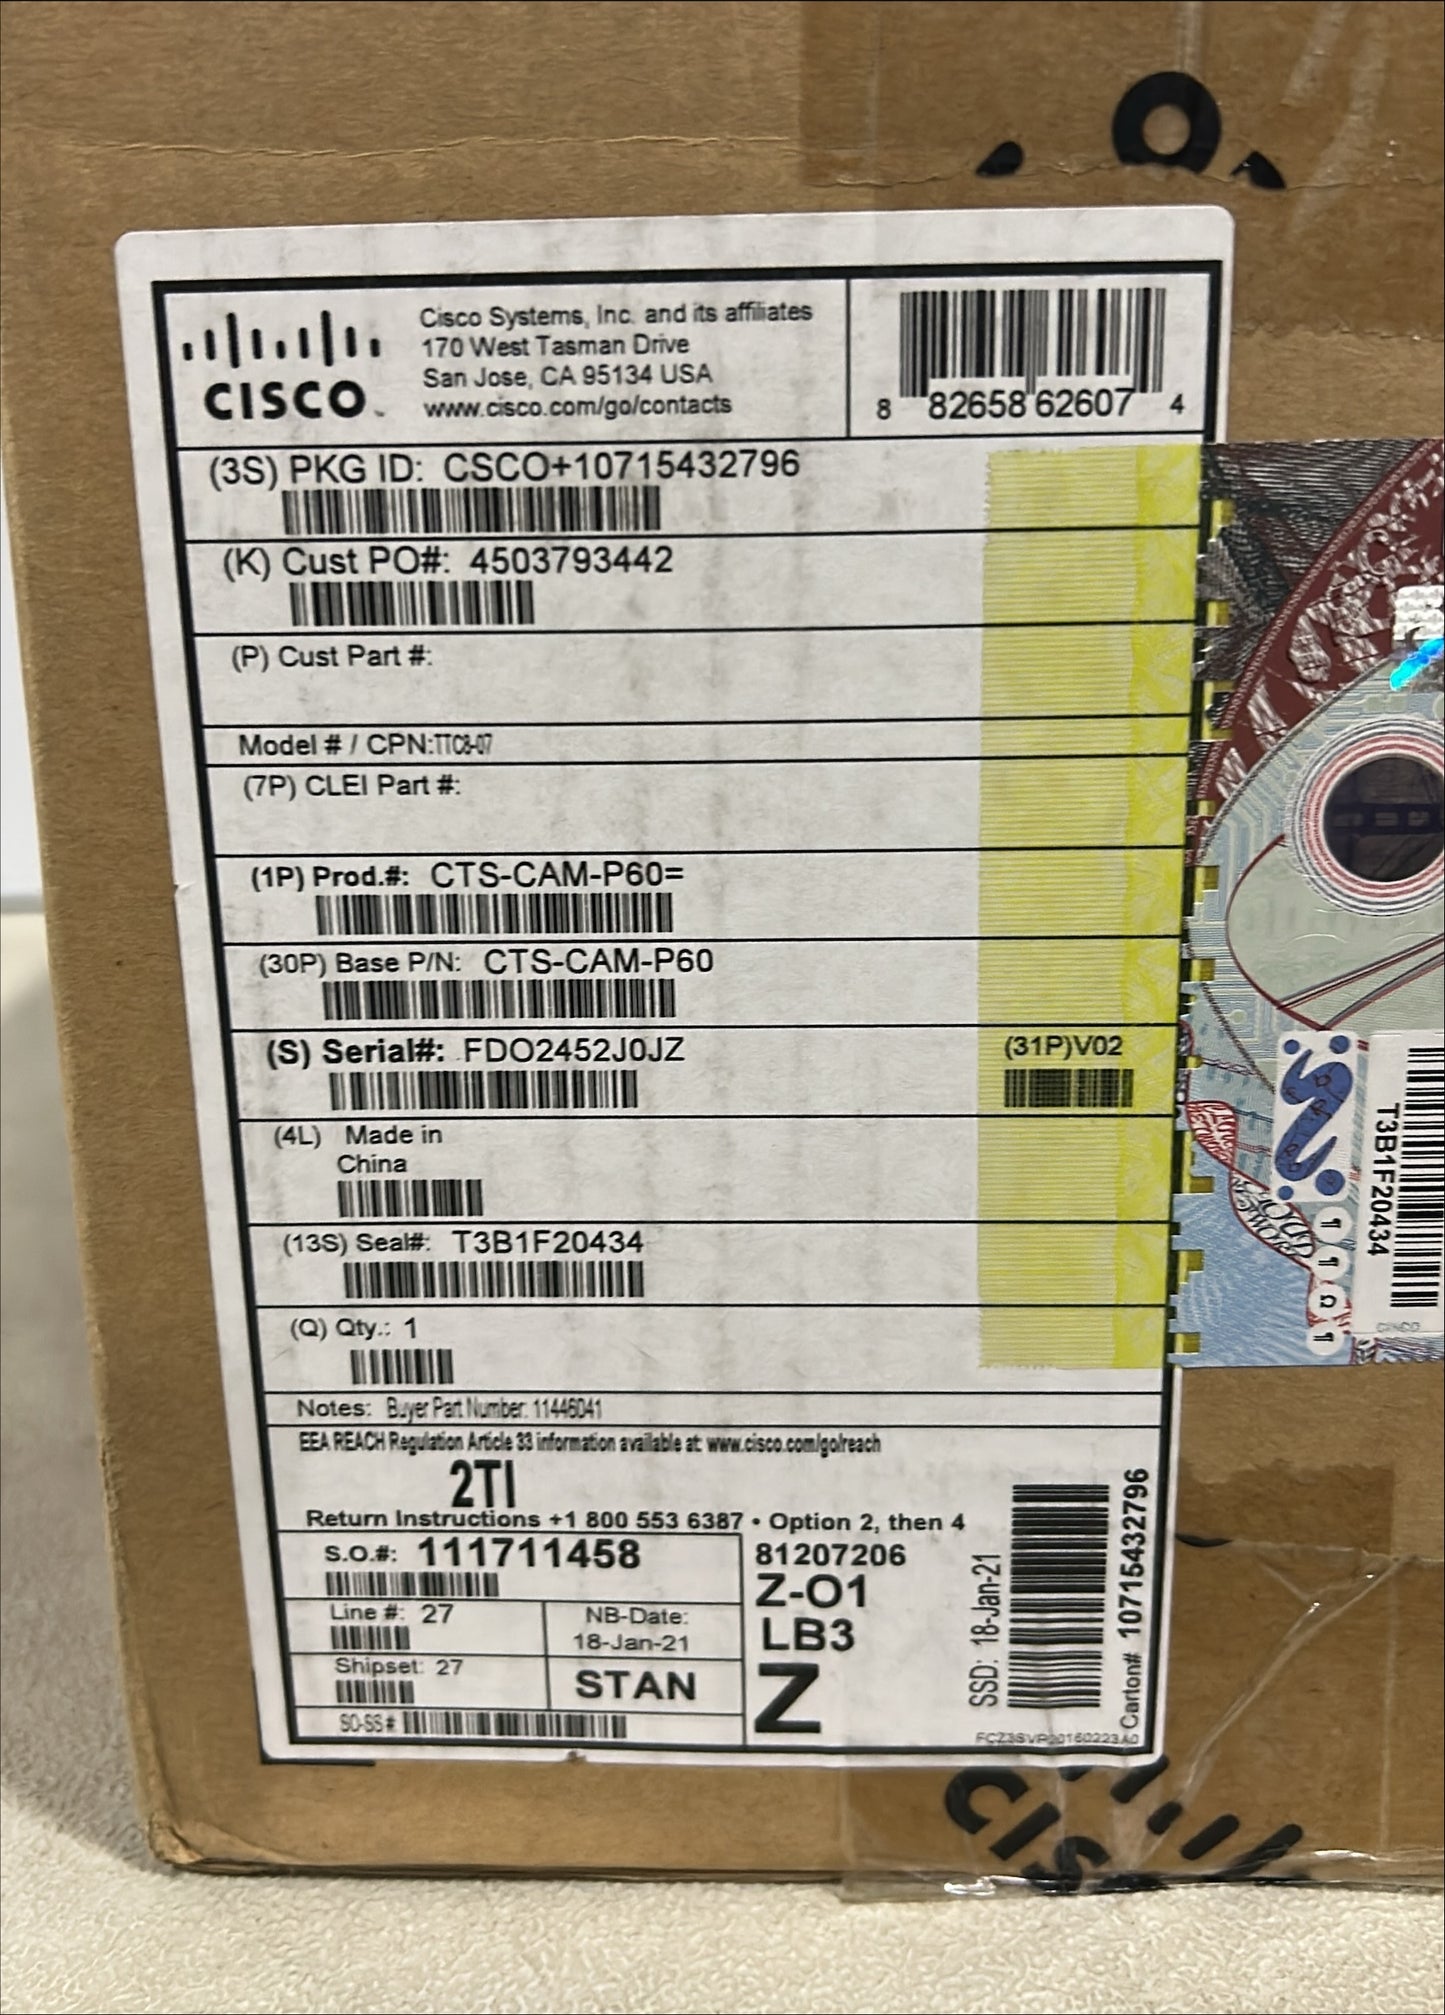 CISCO
Cisco Systems, Inc. and its affiliates
170 West Tasman Drive
San Jose, CA 95134 USA
www.cisco.com/go/contacts
8 82658 62607 4
(3S) PKG ID: CSCO+10715432796
(K) Cust PO#: 4503793442
(P) Cust Part #:
Model # / CPN:TTC8-07
(7P) CLEI Part #:
(1P) Prod.#: CTS-CAM-P60=
(30P) Base P/N: CTS-CAM-P60
(S) Serial#: FDO2452J0JZ
(31P)V02
(4L) Made in
China
(13S) Seal#: T3B1F20434
(Q) Qty.: 1
Notes: Buyer Part Number: 11446041
EEA REACH Regulation Article 33 information available at: www.cisco.com/go/reach
2TI
Return Instructions +1 800 553 6387 • Option 2, then 4
S.O.#: 111711458
Line #: 27
NB-Date:
18-Jan-21
Shipset: 27
STAN
SO-SS#:
81207206
Z-O1
LB3
Z
SSD: 18-Jan-21
Carton# 10715432796
FCZ3SVR20160223A0
T3B1F20434
CISCO
CIS